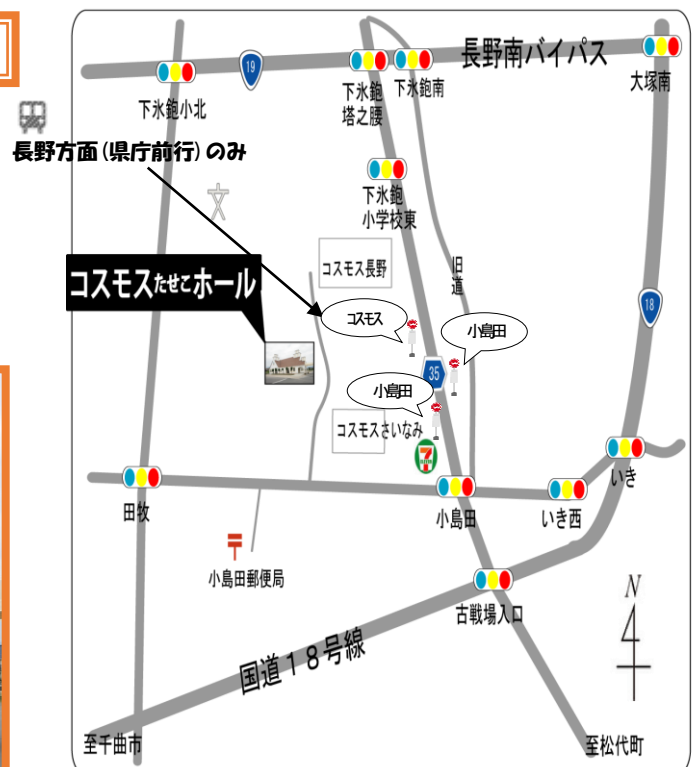 長野南バイパス
19
下氷鉋小北
下氷鉋
塔之腰
下氷鉋南
大塚南
長野方面(県庁前行)のみ
文
下氷鉋
小学校東
コスモス長野
旧
道
コスモスたせこホール
コスモス
小島田
18
35
小島田
コスモスさいなみ
7
田牧
小島田
いき西
いき
小島田郵便局
古戦場入口
N
国道18号線
至千曲市
至松代町